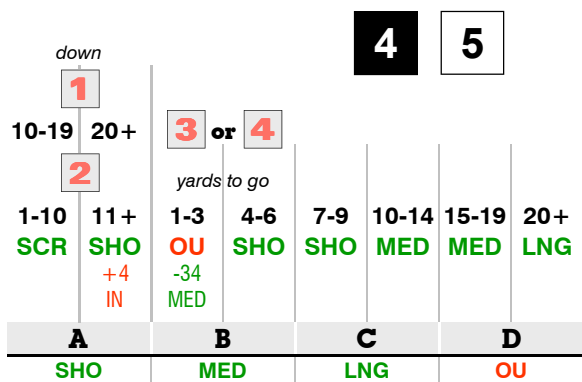 4 5
down
1
10-19 20+ 3 or 4
2 yards to go
1-10 11+ 1-3 4-6 7-9 10-14 15-19 20+
SCR SHO OU SHO SHO MED MED LNG
+4 -34
IN MED
A B C D
SHO MED LNG OU